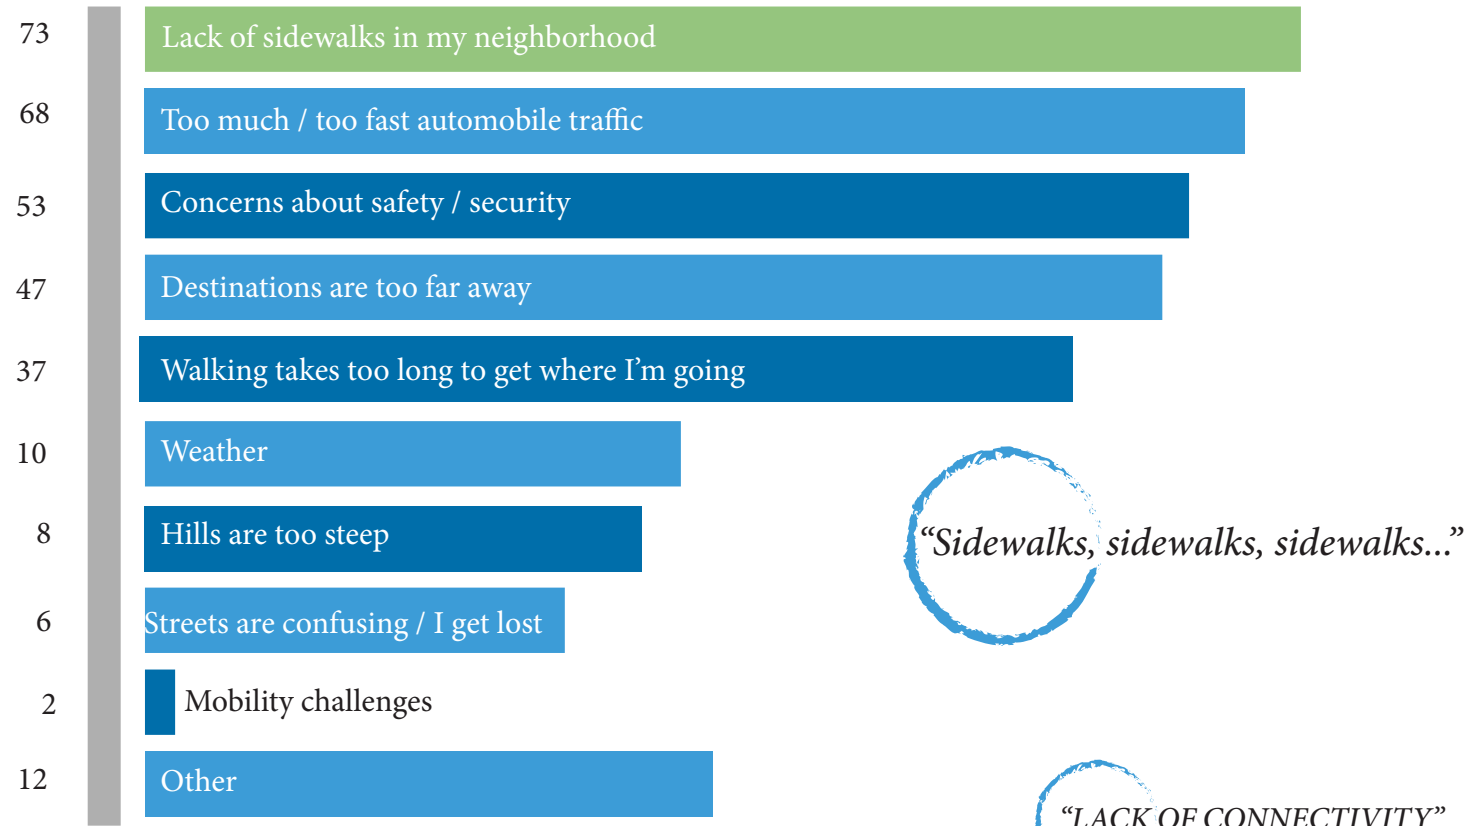 73 Lack of sidewalks in my neighborhood
68 Too much / too fast automobile traffic
53 Concerns about safety / security
47 Destinations are too far away
37 Walking takes too long to get where I’m going
10 Weather
8 Hills are too steep
“Sidewalks, sidewalks, sidewalks...”
6 Streets are confusing / I get lost
2 Mobility challenges
12 Other
“LACK OF CONNECTIVITY”